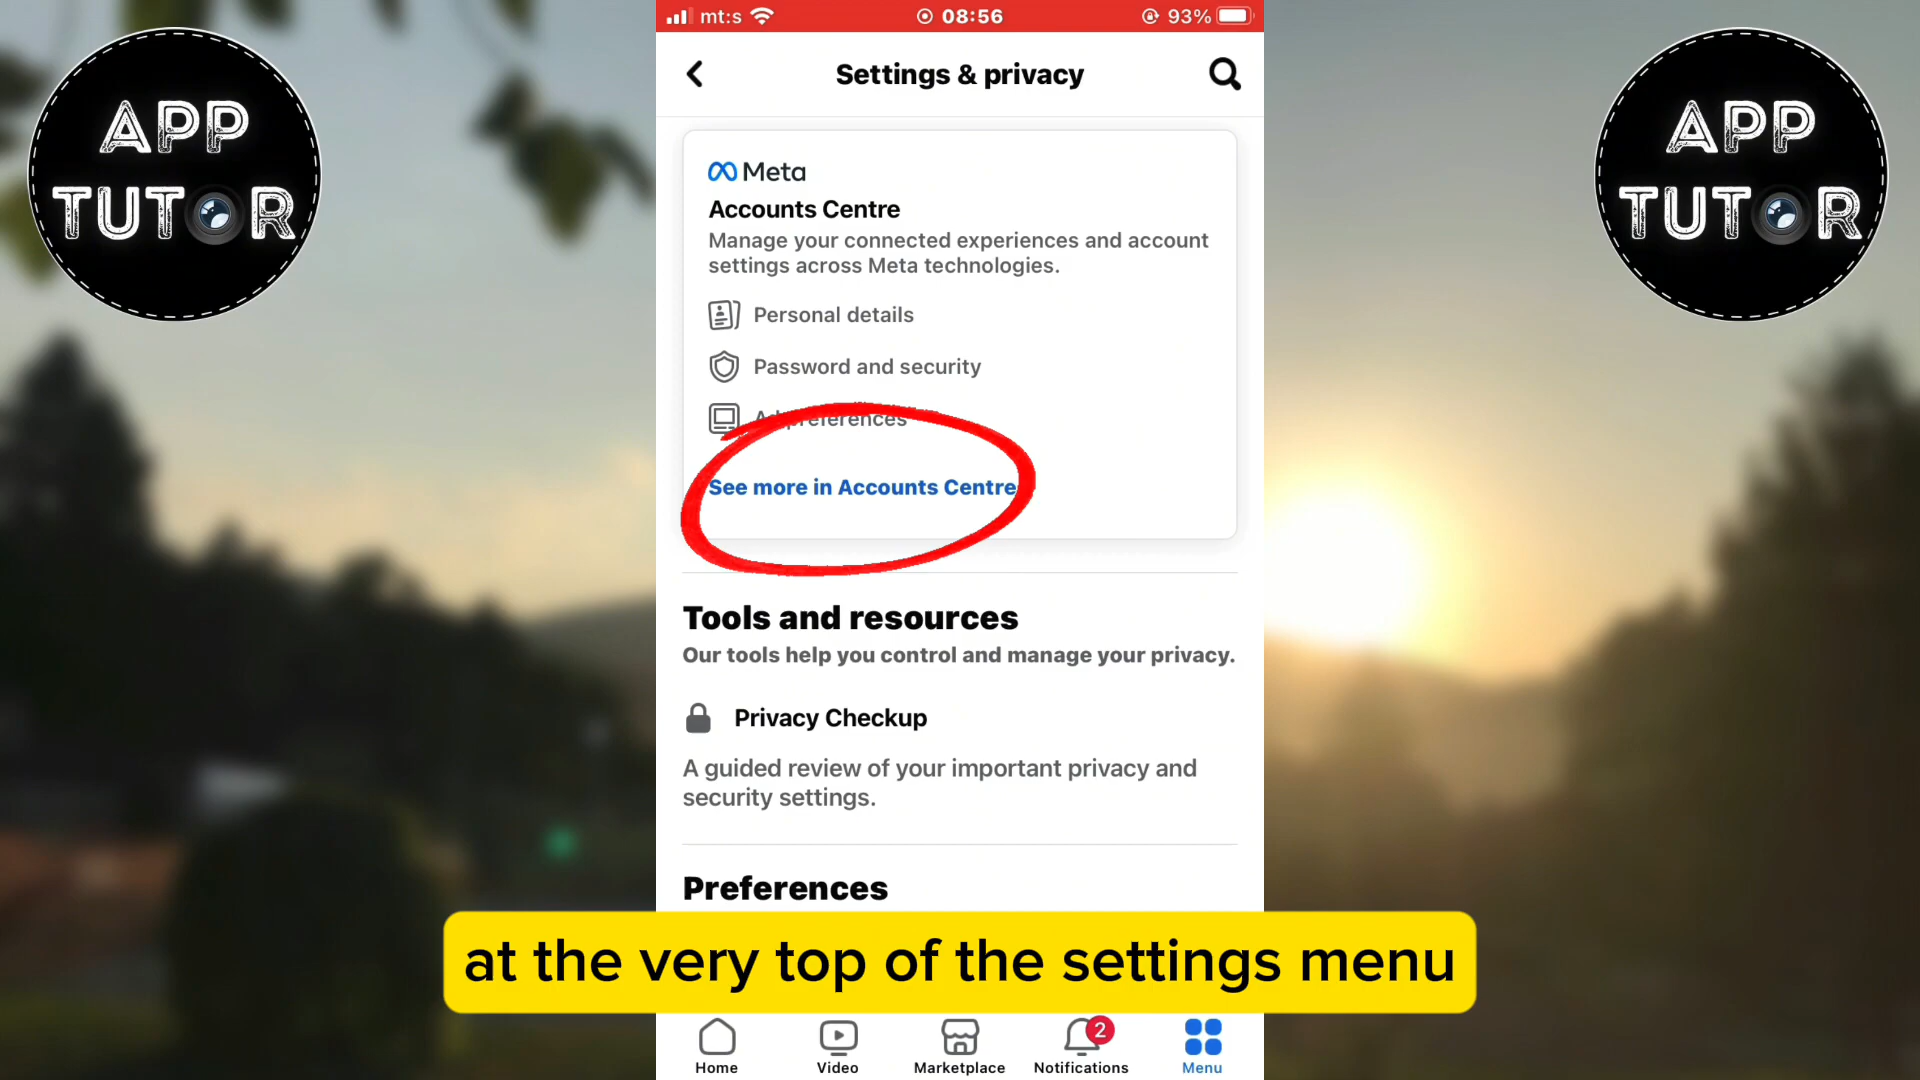 mt:s
08:56
93%
Settings & privacy
APP
TUTOR
APP
TUTOR
Meta
Accounts Centre
Manage your connected experiences and account
settings across Meta technologies.
Personal details
Password and security
Ad preferences
See more in Accounts Centre
Tools and resources
Our tools help you control and manage your privacy.
Privacy Checkup
A guided review of your important privacy and
security settings.
Preferences
at the very top of the settings menu
2
Home
Video
Marketplace
Notifications
Menu